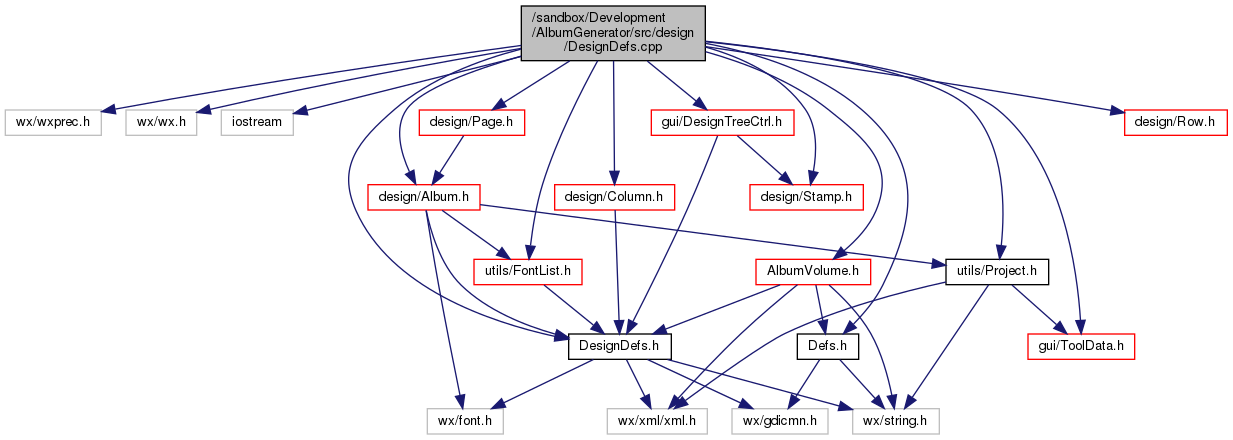 /sandbox/Development
/AlbumGenerator/src/design
/DesignDefs.cpp
wx/wxprec.h
wx/wx.h
iostream
design/Page.h
gui/DesignTreeCtrl.h
design/Row.h
design/Album.h
design/Column.h
design/Stamp.h
utils/FontList.h
AlbumVolume.h
utils/Project.h
DesignDefs.h
Defs.h
gui/ToolData.h
wx/font.h
wx/xml/xml.h
wx/gdicmn.h
wx/string.h